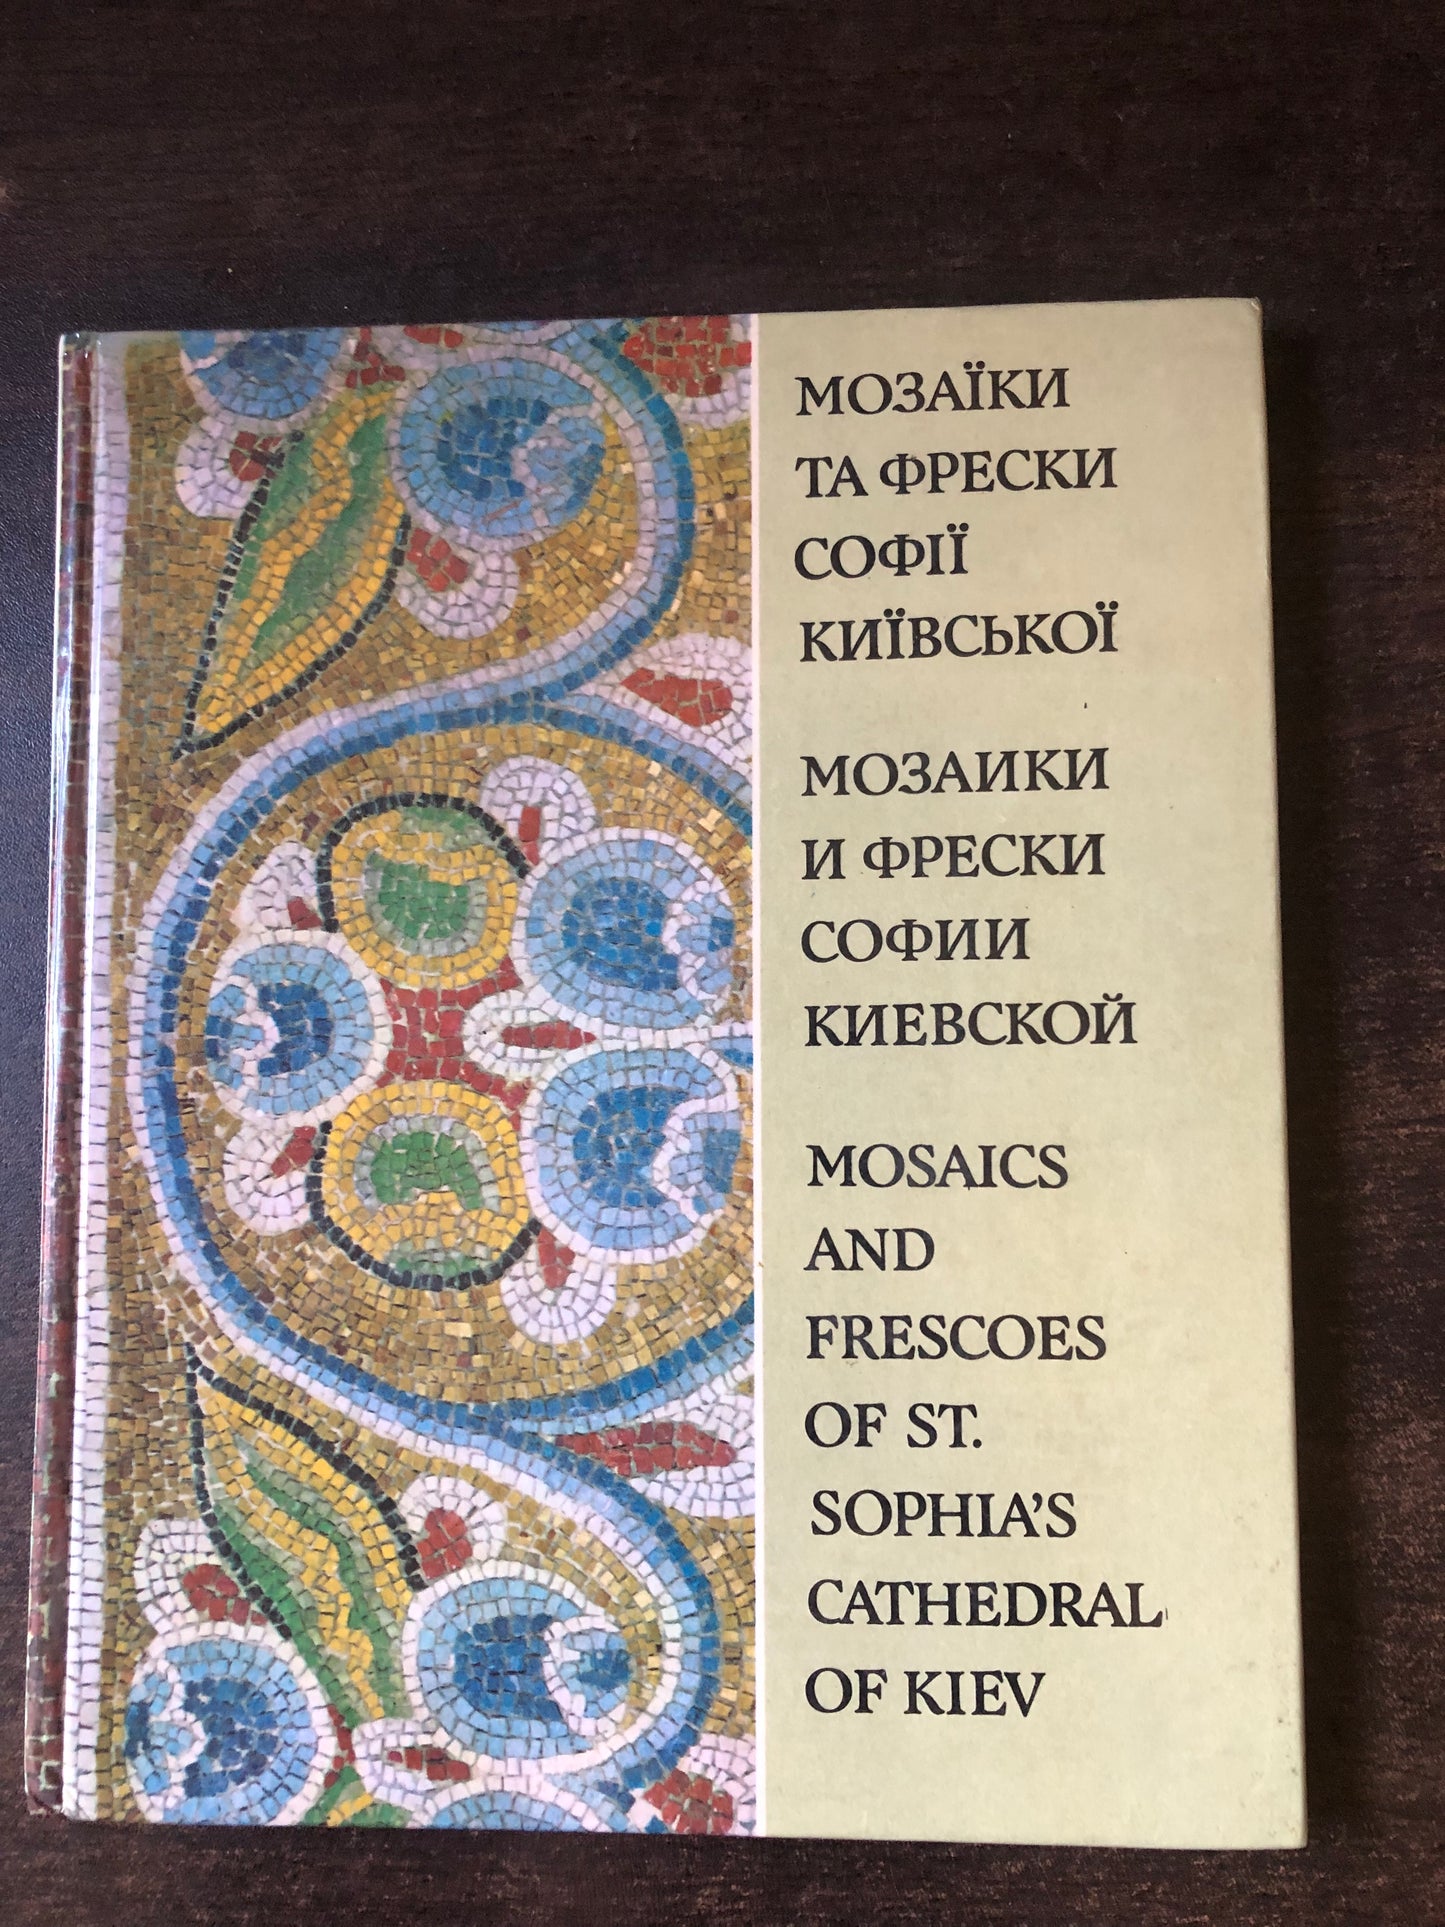 МОЗАЇКИ
ТА ФРЕСКИ
СОФІЇ
КИЇВСЬКОЇ
МОЗАИКИ
И ФРЕСКИ
СОФИИ
КИЕВСКОЙ
MOSAICS
AND
FRESCOES
OF ST.
SOPHIA'S
CATHEDRAL
OF KIEV